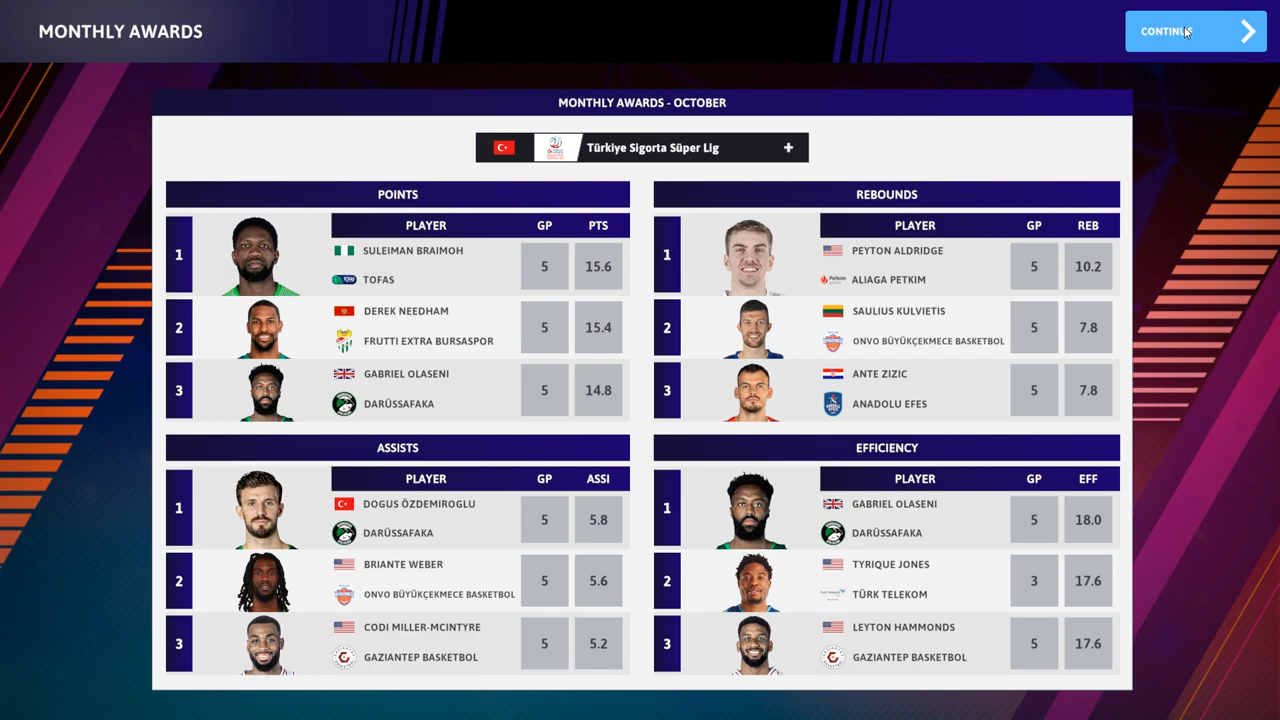 MONTHLY AWARDS
CONTINUE
MONTHLY AWARDS - OCTOBER
Türkiye Sigorta Süper Lig +
POINTS
PLAYER GP PTS
1 SULEIMAN BRAIMOH 5 15.6
TOFAS
2 DEREK NEEDHAM 5 15.4
FRUTTI EXTRA BURSASPOR
3 GABRIEL OLASENI 5 14.8
DARÜSSAFAKA
REBOUNDS
PLAYER GP REB
1 PEYTON ALDRIDGE 5 10.2
ALIAGA PETKIM
2 SAULIUS KULVIETIS 5 7.8
ONVO BÜYÜKÇEKMECE BASKETBOL
3 ANTE ZIZIC 5 7.8
ANADOLU EFES
ASSISTS
PLAYER GP ASSI
1 DOGUS ÖZDEMIROGLU 5 5.8
DARÜSSAFAKA
2 BRIANTE WEBER 5 5.6
ONVO BÜYÜKÇEKMECE BASKETBOL
3 CODI MILLER-MCINTYRE 5 5.2
GAZIANTEP BASKETBOL
EFFICIENCY
PLAYER GP EFF
1 GABRIEL OLASENI 5 18.0
DARÜSSAFAKA
2 TYRIQUE JONES 3 17.6
TÜRK TELEKOM
3 LEYTON HAMMONDS 5 17.6
GAZIANTEP BASKETBOL